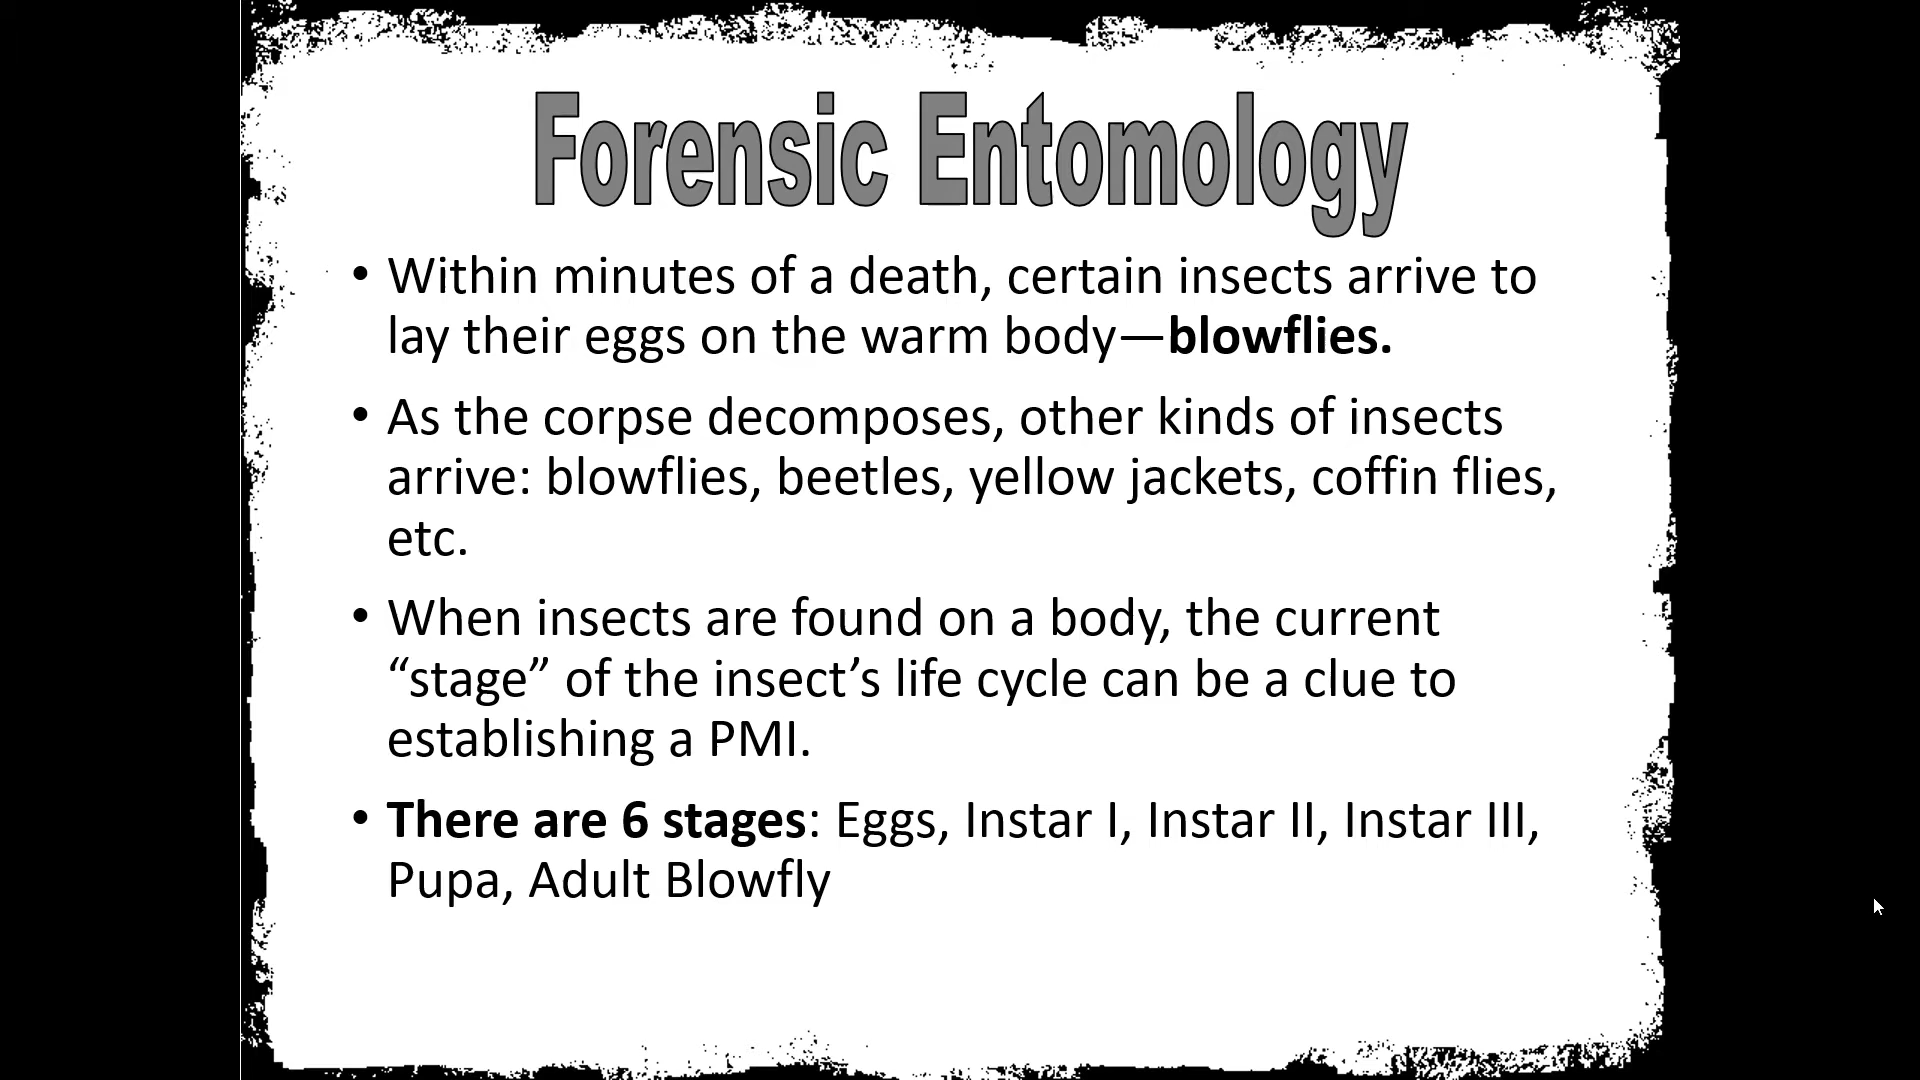 Forensic Entomology
• Within minutes of a death, certain insects arrive to
lay their eggs on the warm body—blowflies.
• As the corpse decomposes, other kinds of insects
arrive: blowflies, beetles, yellow jackets, coffin flies,
etc.
• When insects are found on a body, the current
“stage” of the insect’s life cycle can be a clue to
establishing a PMI.
• There are 6 stages: Eggs, Instar I, Instar II, Instar III,
Pupa, Adult Blowfly